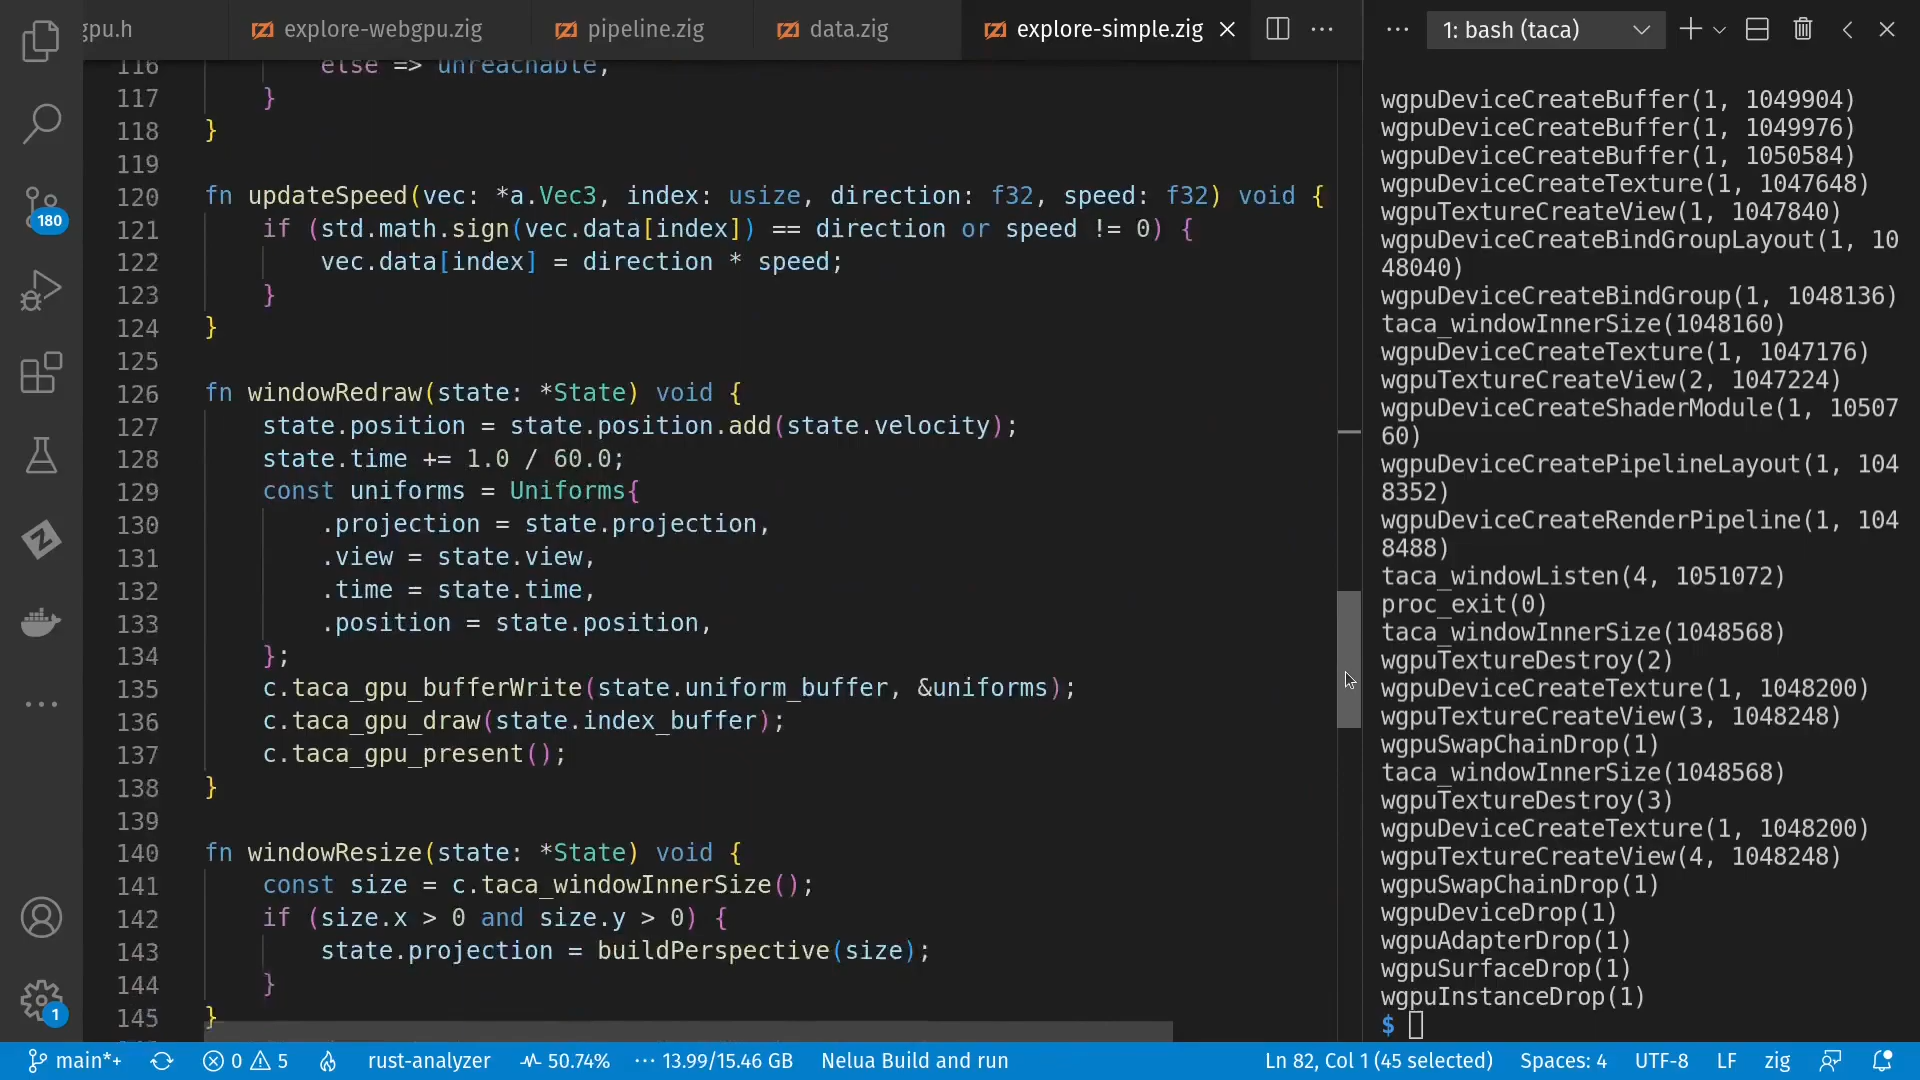 gpu.h
explore-webgpu.zig
pipeline.zig
data.zig
explore-simple.zig
1: bash (taca)
116 else => unreachable,
117 }
118 }
119
120 fn updateSpeed(vec: *a.Vec3, index: usize, direction: f32, speed: f32) void {
121 if (std.math.sign(vec.data[index]) == direction or speed != 0) {
122 vec.data[index] = direction * speed;
123 }
124 }
125
126 fn windowRedraw(state: *State) void {
127 state.position = state.position.add(state.velocity);
128 state.time += 1.0 / 60.0;
129 const uniforms = Uniforms{
130 .projection = state.projection,
131 .view = state.view,
132 .time = state.time,
133 .position = state.position,
134 };
135 c.taca_gpu_bufferWrite(state.uniform_buffer, &uniforms);
136 c.taca_gpu_draw(state.index_buffer);
137 c.taca_gpu_present();
138 }
139
140 fn windowResize(state: *State) void {
141 const size = c.taca_windowInnerSize();
142 if (size.x > 0 and size.y > 0) {
143 state.projection = buildPerspective(size);
144 }
145 }
wgpuDeviceCreateBuffer(1, 1049904)
wgpuDeviceCreateBuffer(1, 1049976)
wgpuDeviceCreateBuffer(1, 1050584)
wgpuDeviceCreateTexture(1, 1047648)
wgpuTextureCreateView(1, 1047840)
wgpuDeviceCreateBindGroupLayout(1, 10
48040)
wgpuDeviceCreateBindGroup(1, 1048136)
taca_windowInnerSize(1048160)
wgpuDeviceCreateTexture(1, 1047176)
wgpuTextureCreateView(2, 1047224)
wgpuDeviceCreateShaderModule(1, 10507
60)
wgpuDeviceCreatePipelineLayout(1, 104
8352)
wgpuDeviceCreateRenderPipeline(1, 104
8488)
taca_windowListen(4, 1051072)
proc_exit(0)
taca_windowInnerSize(1048568)
wgpuTextureDestroy(2)
wgpuDeviceCreateTexture(1, 1048200)
wgpuTextureCreateView(3, 1048248)
wgpuSwapChainDrop(1)
taca_windowInnerSize(1048568)
wgpuTextureDestroy(3)
wgpuDeviceCreateTexture(1, 1048200)
wgpuTextureCreateView(4, 1048248)
wgpuSwapChainDrop(1)
wgpuDeviceDrop(1)
wgpuAdapterDrop(1)
wgpuSurfaceDrop(1)
wgpuInstanceDrop(1)
$
180
1
main*+ 0 5 rust-analyzer 50.74% 13.99/15.46 GB Nelua Build and run Ln 82, Col 1 (45 selected) Spaces: 4 UTF-8 LF zig